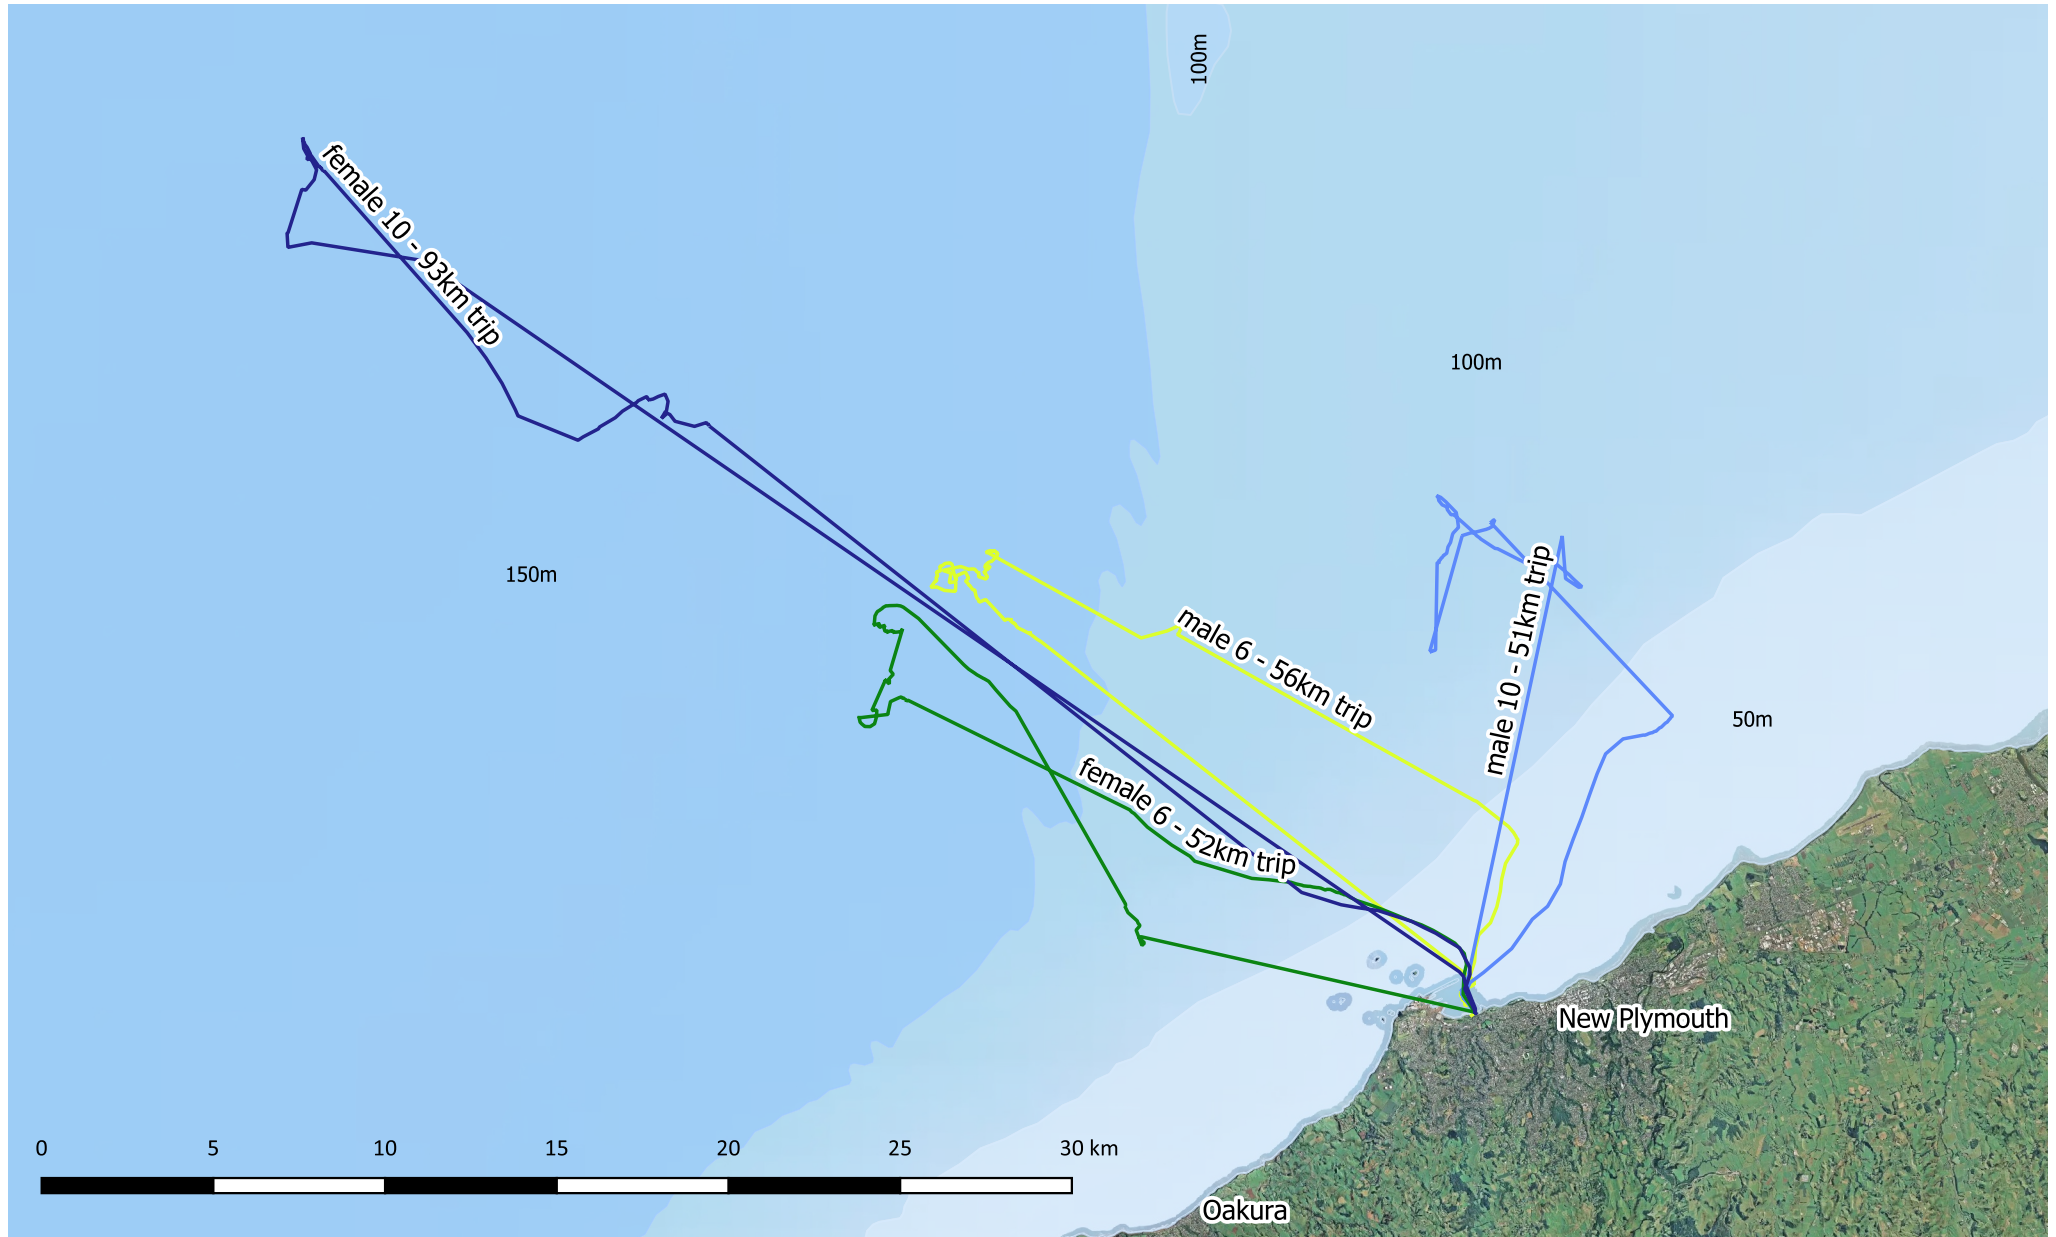 100m
female 10 - 93km trip
100m
150m
male 10 - 51km trip
male 6 - 56km trip
50m
female 6 - 52km trip
New Plymouth
0 5 10 15 20 25 30 km
Oakura